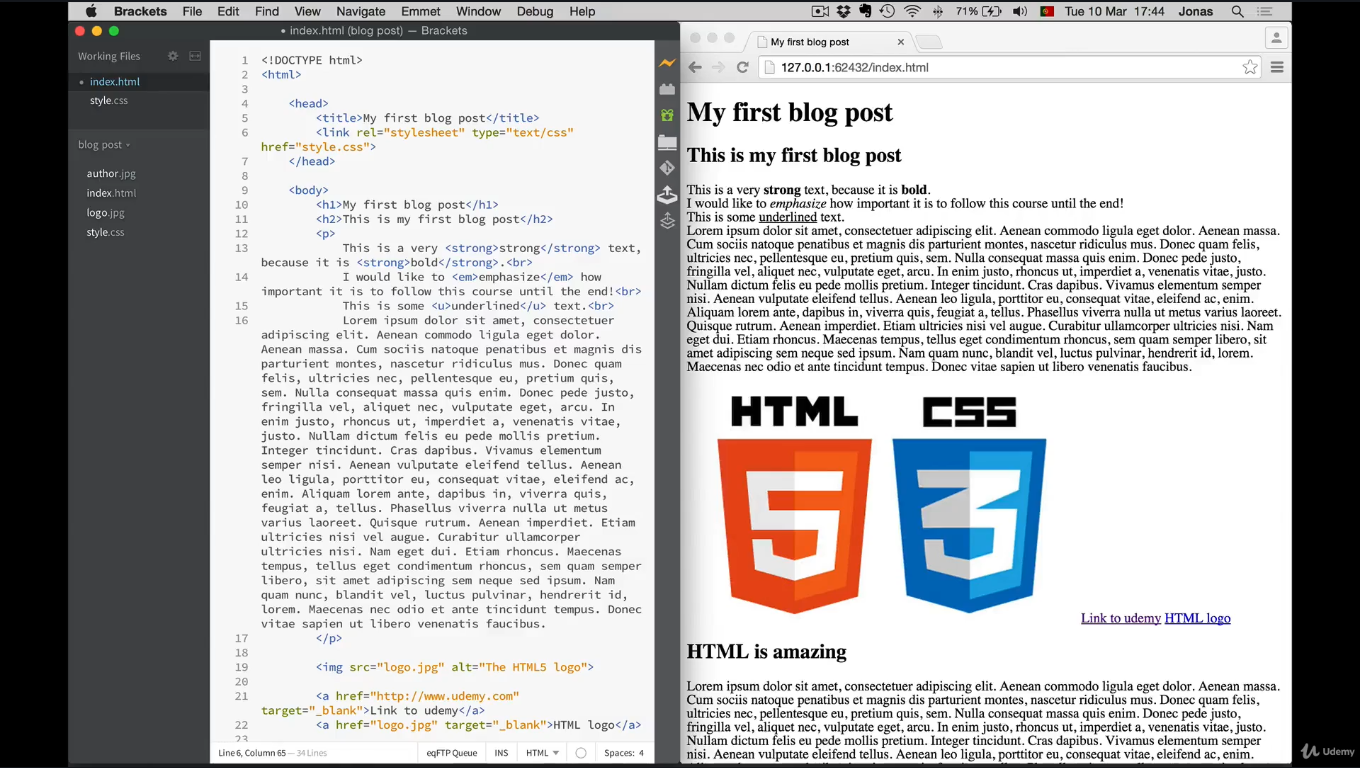 Brackets File Edit Find View Navigate Emmet Window Debug Help 71% Tue 10 Mar 17:44 Jonas
index.html (blog post) — Brackets
Working Files
index.html
style.css
blog post
author.jpg
index.html
logo.jpg
style.css
1 <!DOCTYPE html>
2 <html>
3
4 <head>
5 <title>My first blog post</title>
6 <link rel="stylesheet" type="text/css"
href="style.css">
7 </head>
8
9 <body>
10 <h1>My first blog post</h1>
11 <h2>This is my first blog post</h2>
12 <p>
13 This is a very <strong>strong</strong> text,
because it is <strong>bold</strong>.<br>
14 I would like to <em>emphasize</em> how
important it is to follow this course until the end!<br>
15 This is some <u>underlined</u> text.<br>
16 Lorem ipsum dolor sit amet, consectetuer
adipiscing elit. Aenean commodo ligula eget dolor.
Aenean massa. Cum sociis natoque penatibus et magnis dis
parturient montes, nascetur ridiculus mus. Donec quam
felis, ultricies nec, pellentesque eu, pretium quis,
sem. Nulla consequat massa quis enim. Donec pede justo,
fringilla vel, aliquet nec, vulputate eget, arcu. In
enim justo, rhoncus ut, imperdiet a, venenatis vitae,
justo. Nullam dictum felis eu pede mollis pretium.
Integer tincidunt. Cras dapibus. Vivamus elementum
semper nisi. Aenean vulputate eleifend tellus. Aenean
leo ligula, porttitor eu, consequat vitae, eleifend ac,
enim. Aliquam lorem ante, dapibus in, viverra quis,
feugiat a, tellus. Phasellus viverra nulla ut metus
varius laoreet. Quisque rutrum. Aenean imperdiet. Etiam
ultricies nisi vel augue. Curabitur ullamcorper
ultricies nisi. Nam eget dui. Etiam rhoncus. Maecenas
tempus, tellus eget condimentum rhoncus, sem quam semper
libero, sit amet adipiscing sem neque sed ipsum. Nam
quam nunc, blandit vel, luctus pulvinar, hendrerit id,
lorem. Maecenas nec odio et ante tincidunt tempus. Donec
vitae sapien ut libero venenatis faucibus.
17 </p>
18
19 <img src="logo.jpg" alt="The HTML5 logo">
20
21 <a href="http://www.udemy.com"
target="_blank">Link to udemy</a>
22 <a href="logo.jpg" target="_blank">HTML logo</a>
23
Line 6, Column 65 — 34 Lines eqFTP Queue INS HTML Spaces: 4
My first blog post
127.0.0.1:62432/index.html
My first blog post
This is my first blog post
This is a very strong text, because it is bold.
I would like to emphasize how important it is to follow this course until the end!
This is some underlined text.
Lorem ipsum dolor sit amet, consectetuer adipiscing elit. Aenean commodo ligula eget dolor. Aenean massa.
Cum sociis natoque penatibus et magnis dis parturient montes, nascetur ridiculus mus. Donec quam felis,
ultricies nec, pellentesque eu, pretium quis, sem. Nulla consequat massa quis enim. Donec pede justo,
fringilla vel, aliquet nec, vulputate eget, arcu. In enim justo, rhoncus ut, imperdiet a, venenatis vitae, justo.
Nullam dictum felis eu pede mollis pretium. Integer tincidunt. Cras dapibus. Vivamus elementum semper
nisi. Aenean vulputate eleifend tellus. Aenean leo ligula, porttitor eu, consequat vitae, eleifend ac, enim.
Aliquam lorem ante, dapibus in, viverra quis, feugiat a, tellus. Phasellus viverra nulla ut metus varius laoreet.
Quisque rutrum. Aenean imperdiet. Etiam ultricies nisi vel augue. Curabitur ullamcorper ultricies nisi. Nam
eget dui. Etiam rhoncus. Maecenas tempus, tellus eget condimentum rhoncus, sem quam semper libero, sit
amet adipiscing sem neque sed ipsum. Nam quam nunc, blandit vel, luctus pulvinar, hendrerit id, lorem.
Maecenas nec odio et ante tincidunt tempus. Donec vitae sapien ut libero venenatis faucibus.
HTML CSS
5 3
Link to udemy HTML logo
HTML is amazing
Lorem ipsum dolor sit amet, consectetuer adipiscing elit. Aenean commodo ligula eget dolor. Aenean massa.
Cum sociis natoque penatibus et magnis dis parturient montes, nascetur ridiculus mus. Donec quam felis,
ultricies nec, pellentesque eu, pretium quis, sem. Nulla consequat massa quis enim. Donec pede justo,
fringilla vel, aliquet nec, vulputate eget, arcu. In enim justo, rhoncus ut, imperdiet a, venenatis vitae, justo.
Nullam dictum felis eu pede mollis pretium. Integer tincidunt. Cras dapibus. Vivamus elementum semper
nisi. Aenean vulputate eleifend tellus. Aenean leo ligula, porttitor eu, consequat vitae, eleifend ac, enim.
Udemy